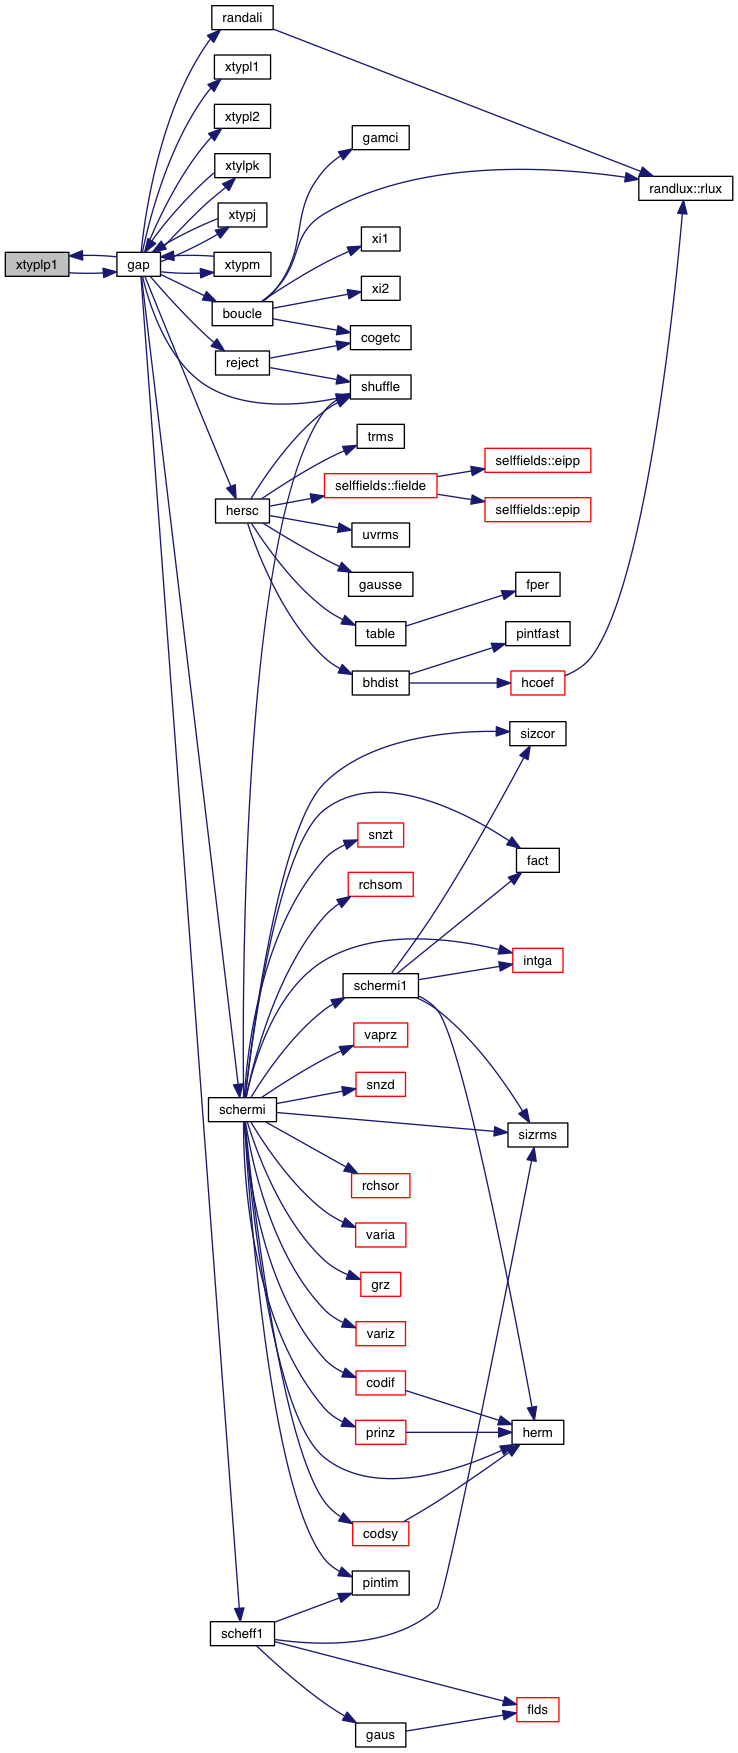 randali
xtypl1
xtypl2
gamci
xtylpk
randlux::rlux
xtypj
xi1
xtyplp1
gap
xtypm
xi2
boucle
cogetc
reject
shuffle
trms
selffields::eipp
selffields::fielde
hersc
selffields::epip
uvrms
gausse
fper
table
pintfast
bhdist
hcoef
sizcor
snzt
fact
rchsom
intga
schermi1
vaprz
snzd
schermi
sizrms
rchsor
varia
grz
variz
codif
prinz
herm
codsy
pintim
scheff1
flds
gaus